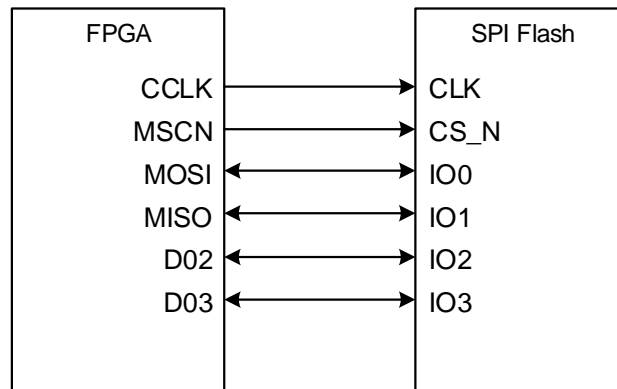 FPGA SPI Flash
CCLK CLK
MSCN CS_N
MOSI IO0
MISO IO1
D02 IO2
D03 IO3